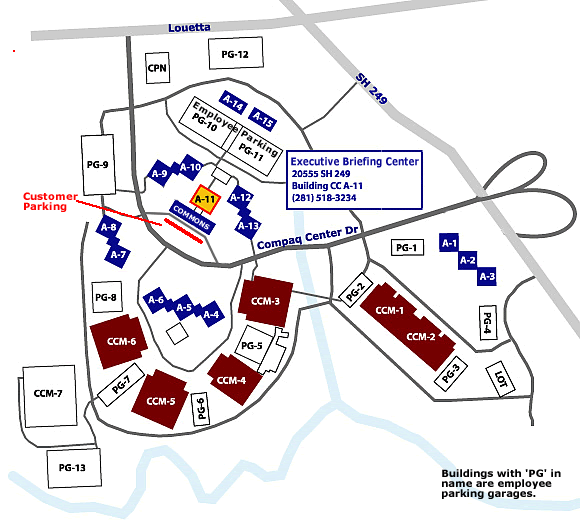 Louetta
CPN
PG-12
SH 249
A-14
A-15
Employee Parking
PG-10
PG-11
PG-9
A-9
A-10
Executive Briefing Center
20555 SH 249
Building CC A-11
(281) 518-3234
Customer
Parking
A-11
A-12
COMMONS
A-13
A-8
A-7
Compaq Center Dr
PG-1
A-1
A-2
A-3
PG-8
A-6
A-5
A-4
CCM-3
PG-2
CCM-1
CCM-2
PG-4
CCM-6
PG-5
PG-3
LOT
CCM-7
PG-7
CCM-5
CCM-4
PG-6
PG-13
Buildings with 'PG' in
name are employee
parking garages.